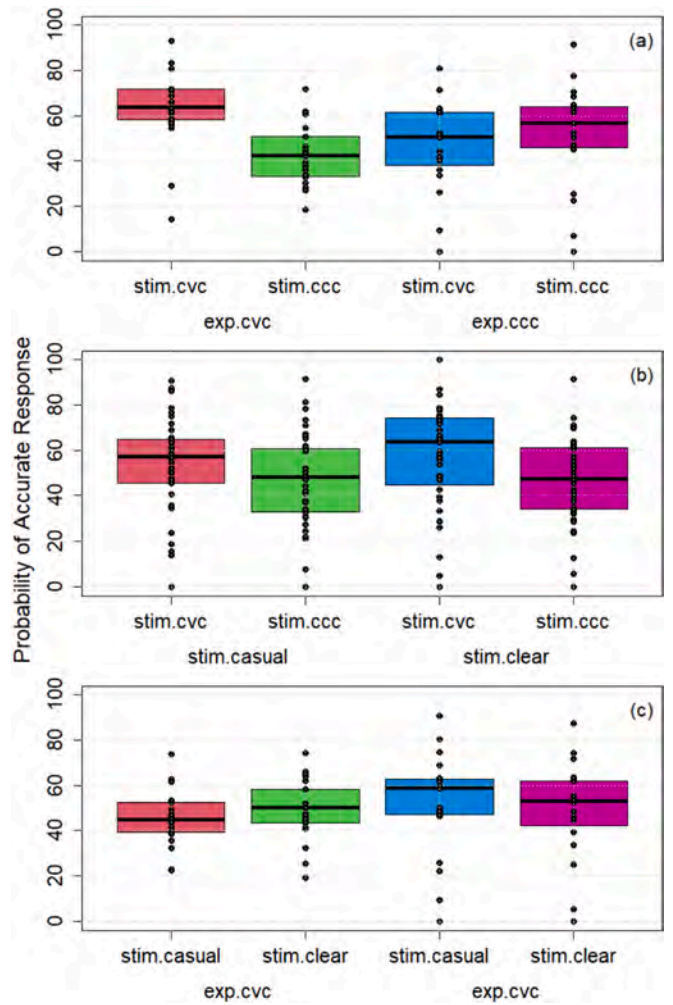 (a)
100
80
60
40
20
0
stim.cvc stim.ccc stim.cvc stim.ccc
exp.cvc exp.ccc
Probability of Accurate Response
(b)
100
80
60
40
20
0
stim.cvc stim.ccc stim.cvc stim.ccc
stim.casual stim.clear
(c)
100
80
60
40
20
0
stim.casual stim.clear stim.casual stim.clear
exp.cvc exp.cvc